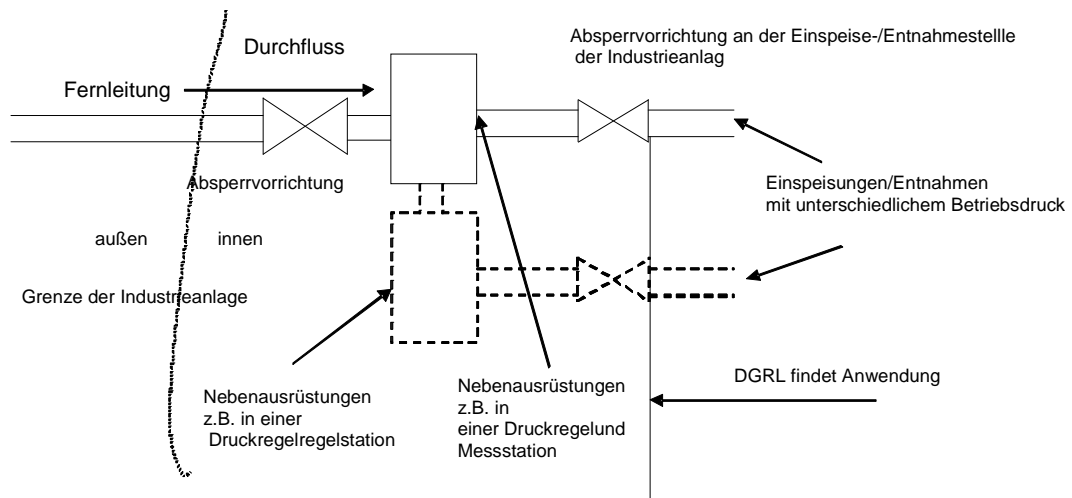 Durchfluss
Absperrvorrichtung an der Einspeise-/Entnahmestellle
der Industrieanlag
Fernleitung
Absperrvorrichtung
Einspeisungen/Entnahmen
mit unterschiedlichem Betriebsdruck
außen
innen
Grenze der Industrieanlage
Nebenausrüstungen
z.B. in einer
Druckregelregelstation
Nebenausrüstungen
z.B. in
einer Druckregelund
Messstation
DGRL findet Anwendung